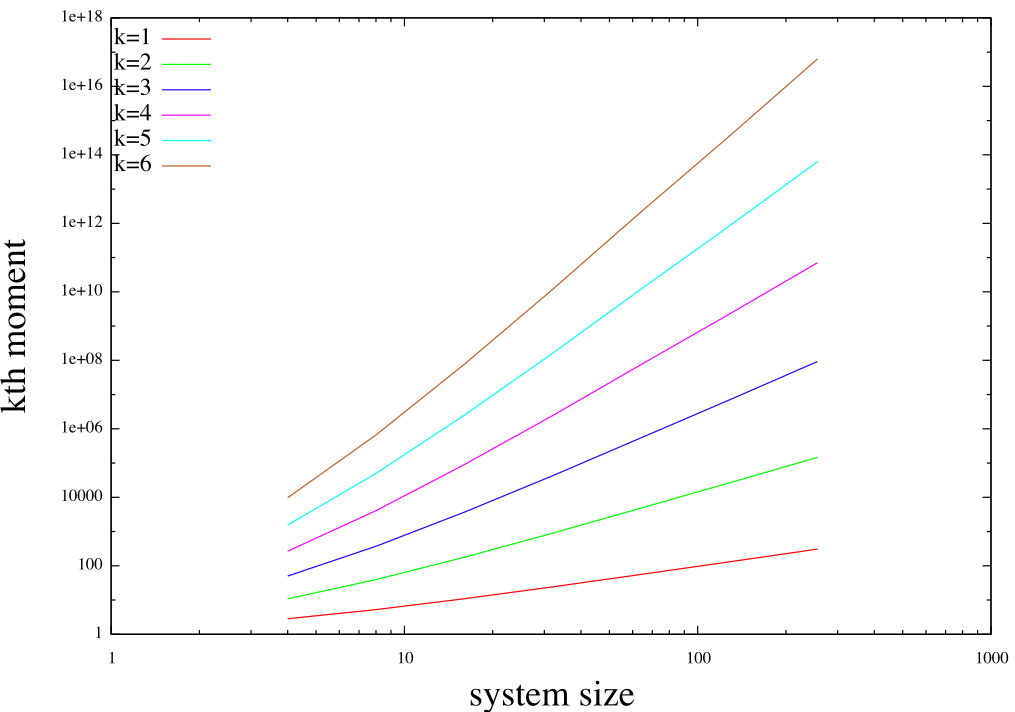 1e+18
1e+16
1e+14
1e+12
1e+10
1e+08
1e+06
10000
100
1
k=1
k=2
k=3
k=4
k=5
k=6
kth moment
1 10 100 1000
system size